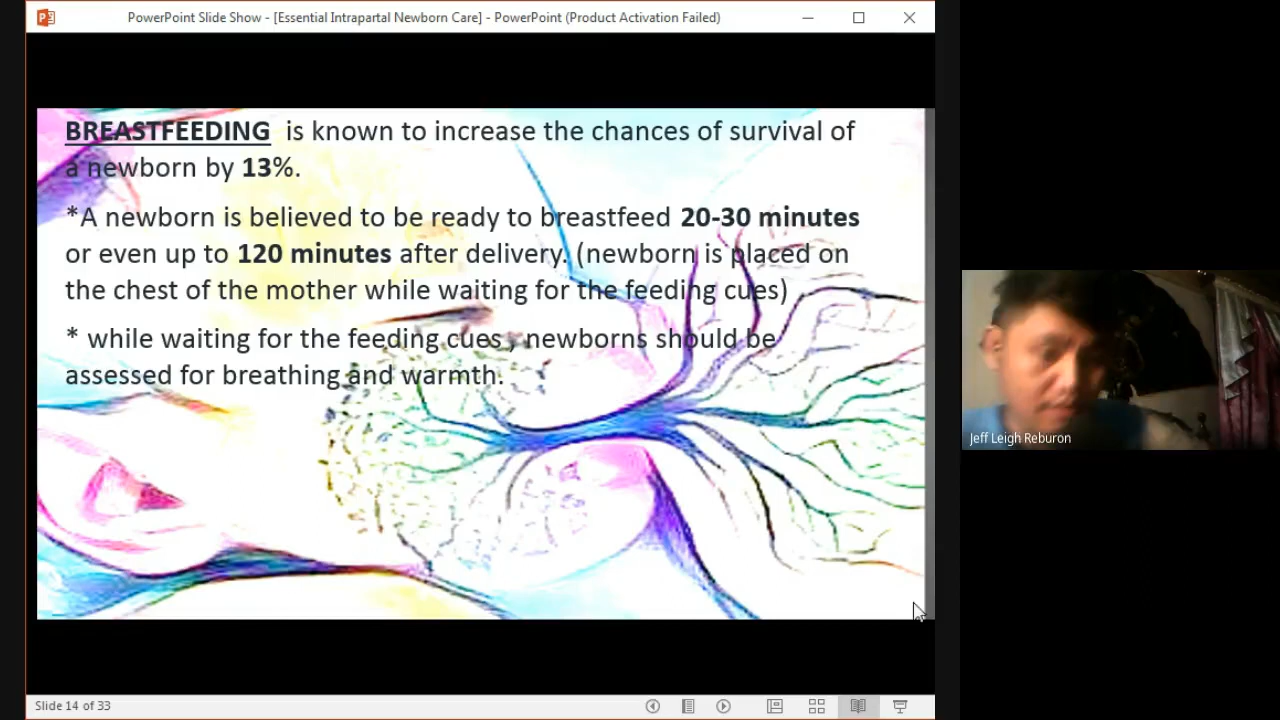 PowerPoint Slide Show - [Essential Intrapartal Newborn Care] - PowerPoint (Product Activation Failed)
BREASTFEEDING is known to increase the chances of survival of
a newborn by 13%.
*A newborn is believed to be ready to breastfeed 20-30 minutes
or even up to 120 minutes after delivery. (newborn is placed on
the chest of the mother while waiting for the feeding cues)
* while waiting for the feeding cues , newborns should be
assessed for breathing and warmth.
Jeff Leigh Reburon
Slide 14 of 33